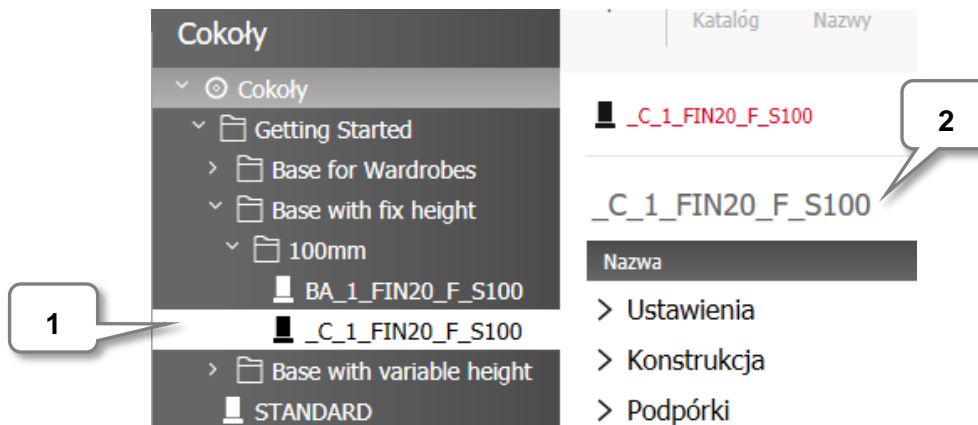 Cokoły
Cokoły
Getting Started
Base for Wardrobes
Base with fix height
100mm
BA_1_FIN20_F_S100
_C_1_FIN20_F_S100
Base with variable height
STANDARD
1
Katalóg Nazwy
_C_1_FIN20_F_S100
2
_C_1_FIN20_F_S100
Nazwa
Ustawienia
Konstrukcja
Podpórki